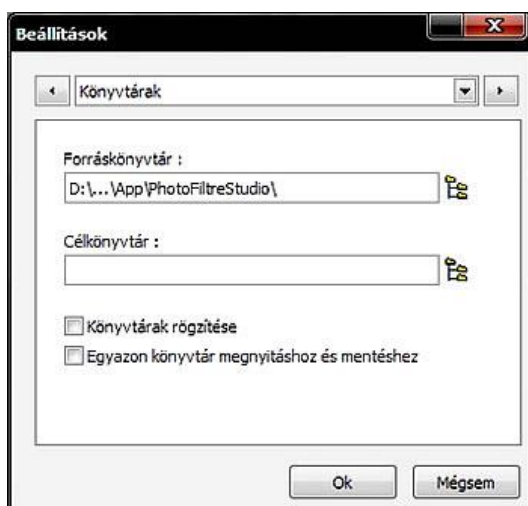 Beállítások
Könyvtárak
Forráskönyvtár :
D:\...\App\PhotoFiltreStudio\
Célkönyvtár :
Könyvtárak rögzítése
Egyazon könyvtár megnyitáshoz és mentéshez
Ok Mégsem